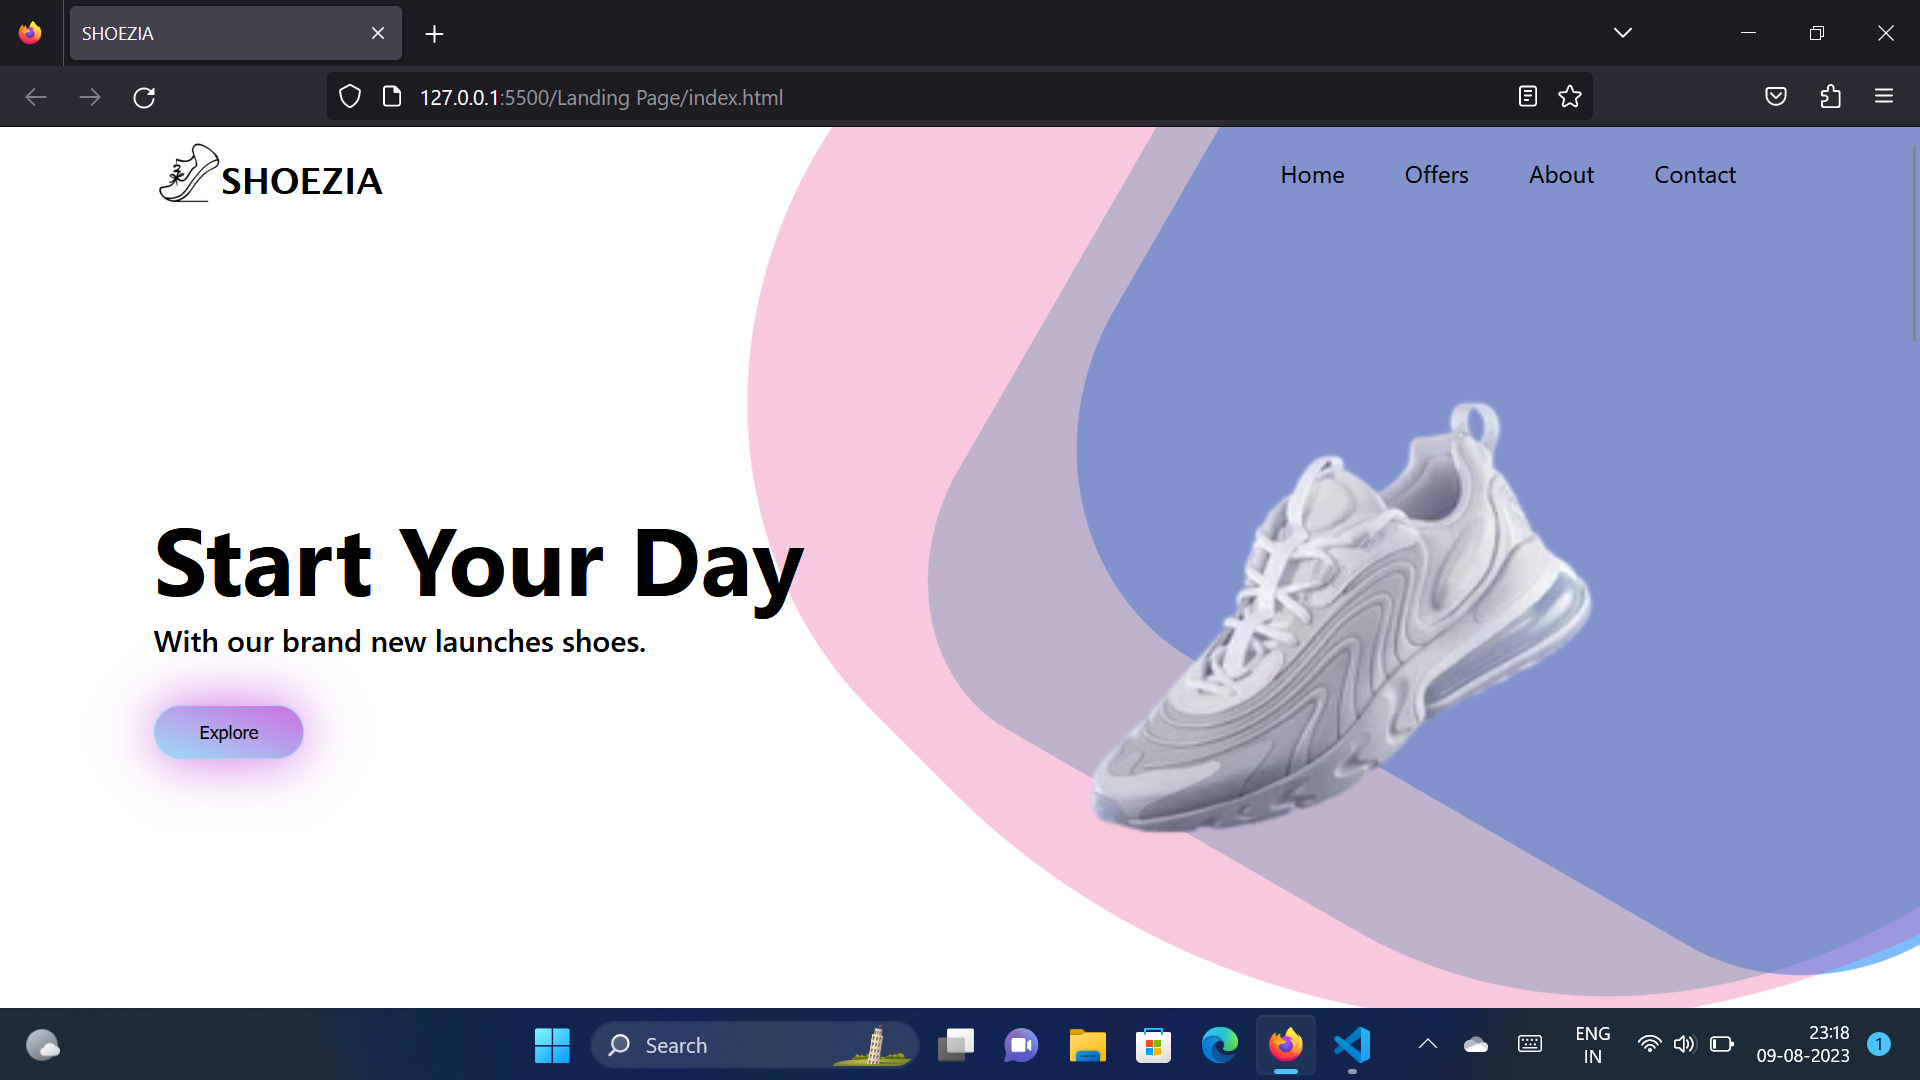 SHOEZIA
127.0.0.1:5500/Landing Page/index.html
SHOEZIA
Home Offers About Contact
Start Your Day
With our brand new launches shoes.
Explore
Search
ENG
IN
23:18
09-08-2023
1